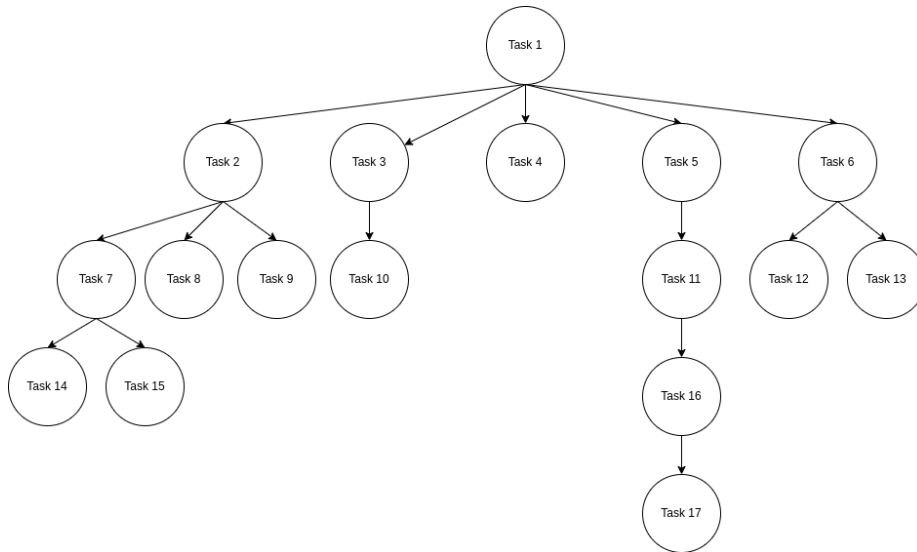 Task 1
Task 2
Task 3
Task 4
Task 5
Task 6
Task 7
Task 8
Task 9
Task 10
Task 11
Task 12
Task 13
Task 14
Task 15
Task 16
Task 17